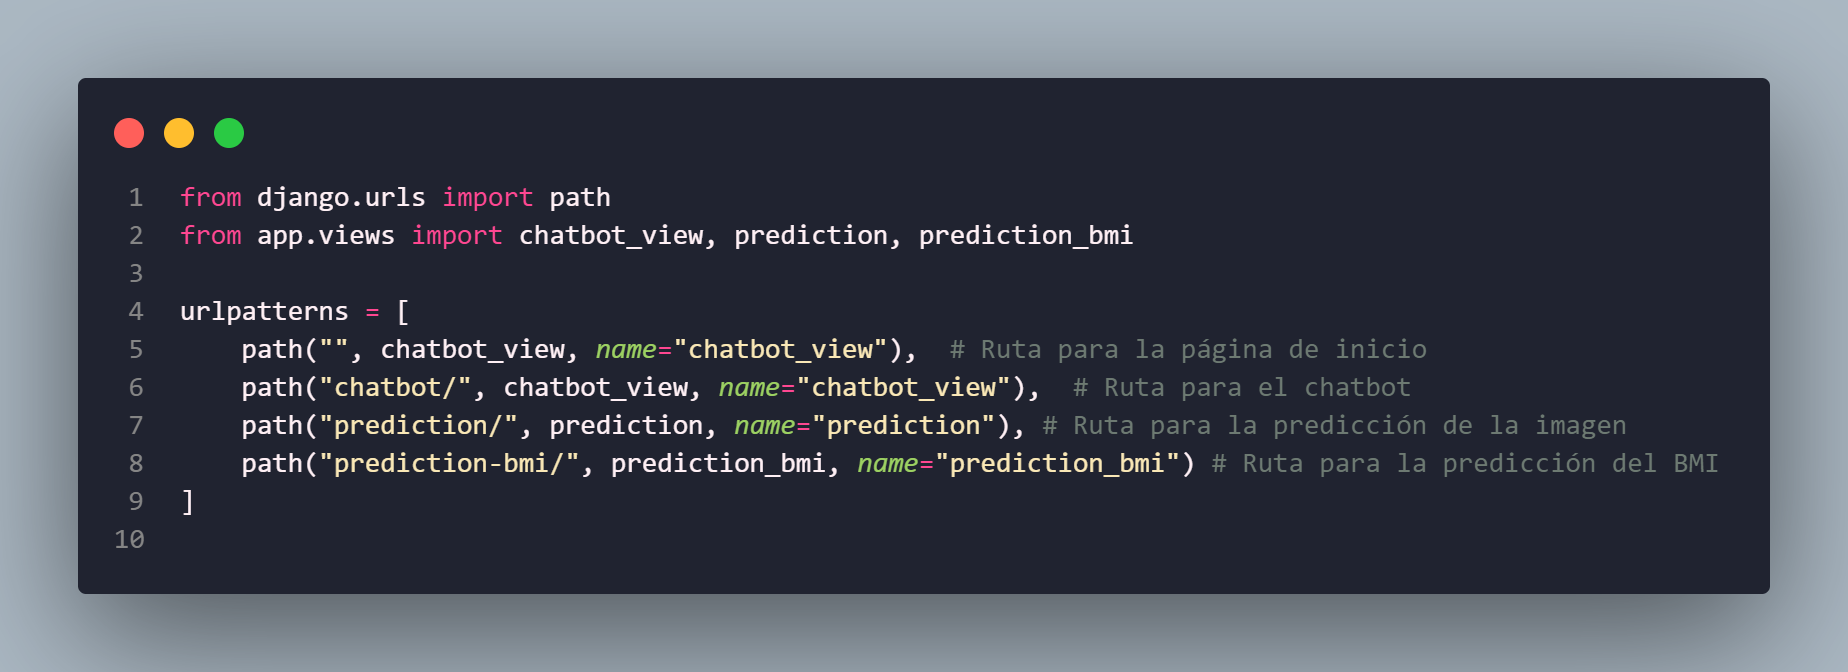 1 from django.urls import path
2 from app.views import chatbot_view, prediction, prediction_bmi
3
4 urlpatterns = [
5     path("", chatbot_view, name="chatbot_view"),  # Ruta para la página de inicio
6     path("chatbot/", chatbot_view, name="chatbot_view"),  # Ruta para el chatbot
7     path("prediction/", prediction, name="prediction"), # Ruta para la predicción de la imagen
8     path("prediction-bmi/", prediction_bmi, name="prediction_bmi") # Ruta para la predicción del BMI
9 ]
10